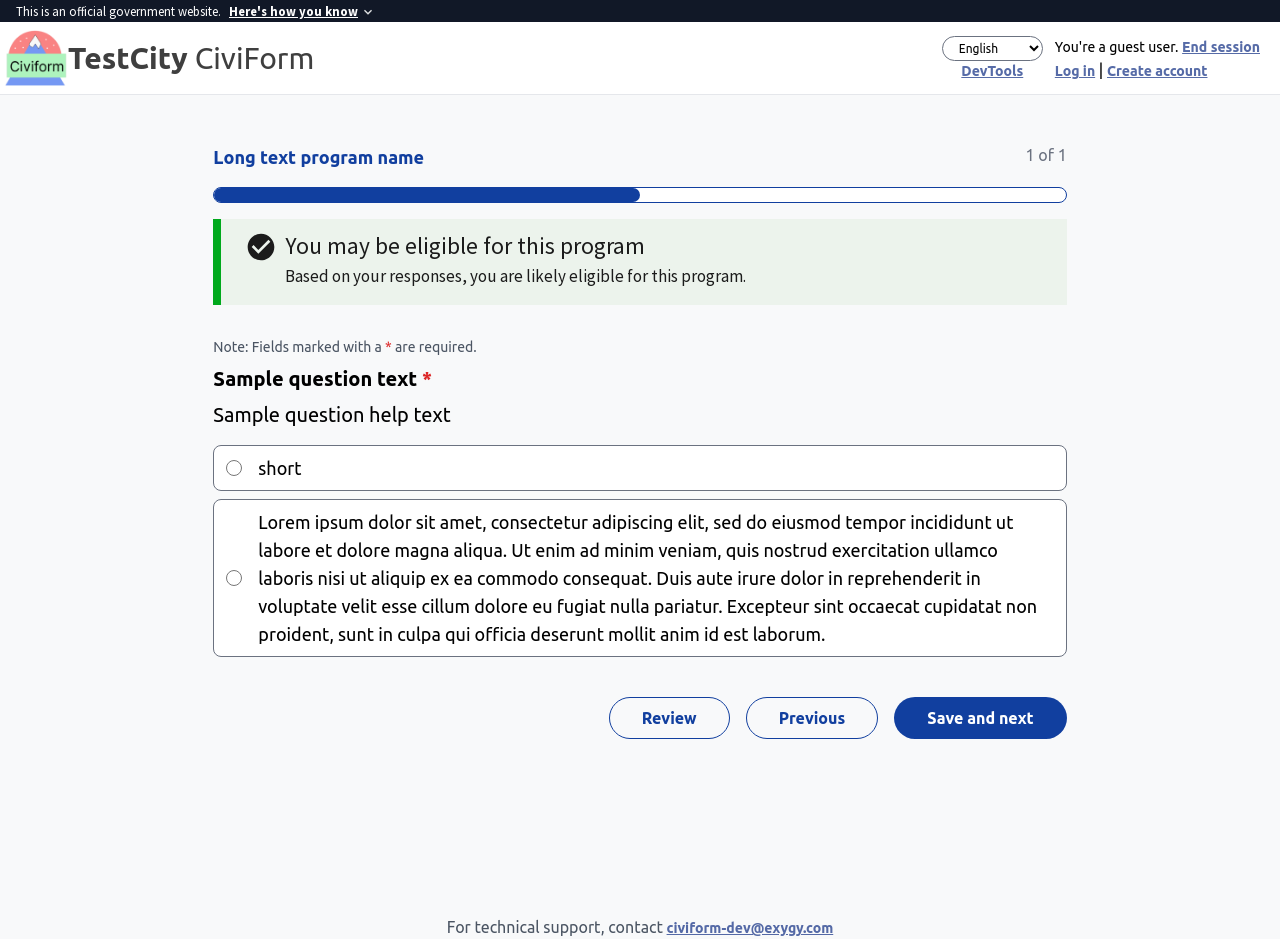 This is an official government website. Here's how you know
Civiform
TestCity CiviForm
English
You're a guest user. End session
DevTools
Log in | Create account
Long text program name
1 of 1
You may be eligible for this program
Based on your responses, you are likely eligible for this program.
Note: Fields marked with a * are required.
Sample question text *
Sample question help text
short
Lorem ipsum dolor sit amet, consectetur adipiscing elit, sed do eiusmod tempor incididunt ut
labore et dolore magna aliqua. Ut enim ad minim veniam, quis nostrud exercitation ullamco
laboris nisi ut aliquip ex ea commodo consequat. Duis aute irure dolor in reprehenderit in
voluptate velit esse cillum dolore eu fugiat nulla pariatur. Excepteur sint occaecat cupidatat non
proident, sunt in culpa qui officia deserunt mollit anim id est laborum.
Review
Previous
Save and next
For technical support, contact civiform-dev@exygy.com